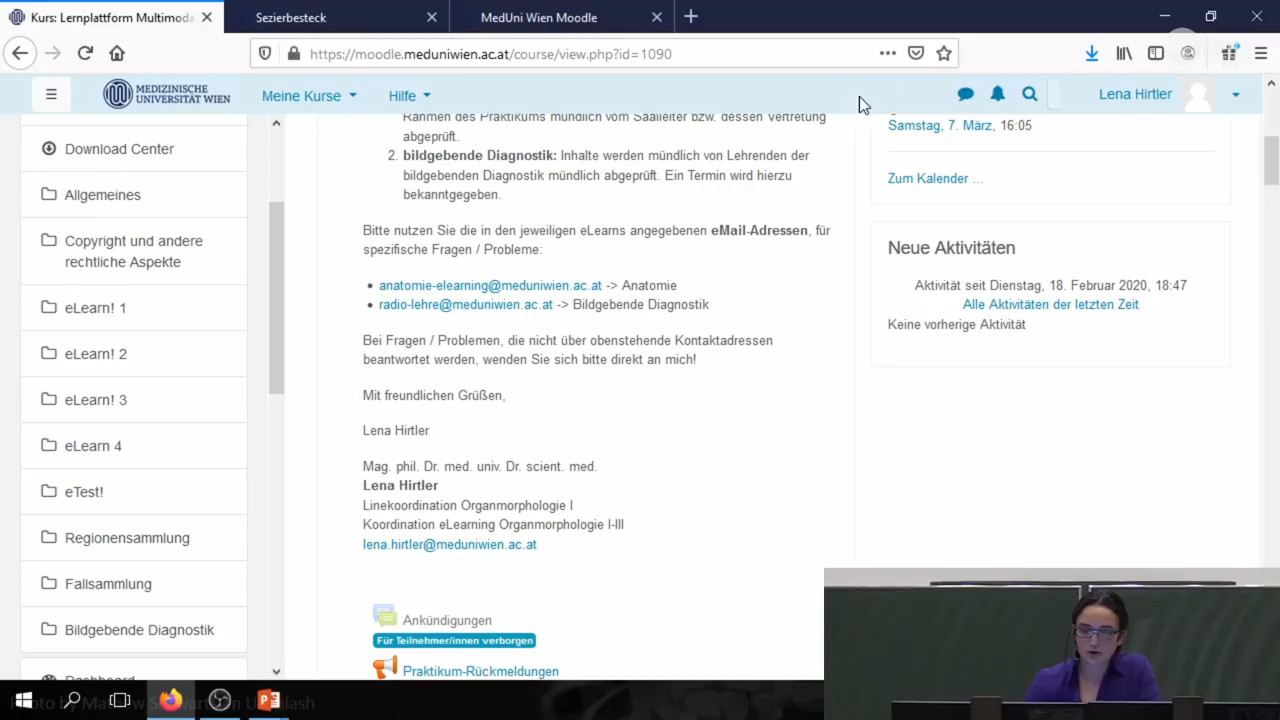 Kurs: Lernplattform Multimoda
Sezierbesteck
MedUni Wien Moodle
https://moodle.meduniwien.ac.at/course/view.php?id=1090
MEDIZINISCHE
UNIVERSITÄT WIEN
Meine Kurse
Hilfe
Lena Hirtler
Download Center
Allgemeines
Copyright und andere
rechtliche Aspekte
eLearn! 1
eLearn! 2
eLearn! 3
eLearn 4
eTest!
Regionensammlung
Fallsammlung
Bildgebende Diagnostik
Dashboard
Rahmen des Praktikums mündlich vom Saalleiter bzw. dessen Vertretung
abgeprüft.
2. bildgebende Diagnostik: Inhalte werden mündlich von Lehrenden der
bildgebenden Diagnostik mündlich abgeprüft. Ein Termin wird hierzu
bekanntgegeben.
Bitte nutzen Sie die in den jeweiligen eLearns angegebenen eMail-Adressen, für
spezifische Fragen / Probleme:
• anatomie-elearning@meduniwien.ac.at -> Anatomie
• radio-lehre@meduniwien.ac.at -> Bildgebende Diagnostik
Bei Fragen / Problemen, die nicht über obenstehende Kontaktadressen
beantwortet werden, wenden Sie sich bitte direkt an mich!
Mit freundlichen Grüßen,
Lena Hirtler
Mag. phil. Dr. med. univ. Dr. scient. med.
Lena Hirtler
Linekoordination Organmorphologie I
Koordination eLearning Organmorphologie I-III
lena.hirtler@meduniwien.ac.at
Ankündigungen
Für Teilnehmer/innen verborgen
Praktikum-Rückmeldungen
Samstag, 7. März, 16:05
Zum Kalender ...
Neue Aktivitäten
Aktivität seit Dienstag, 18. Februar 2020, 18:47
Alle Aktivitäten der letzten Zeit
Keine vorherige Aktivität